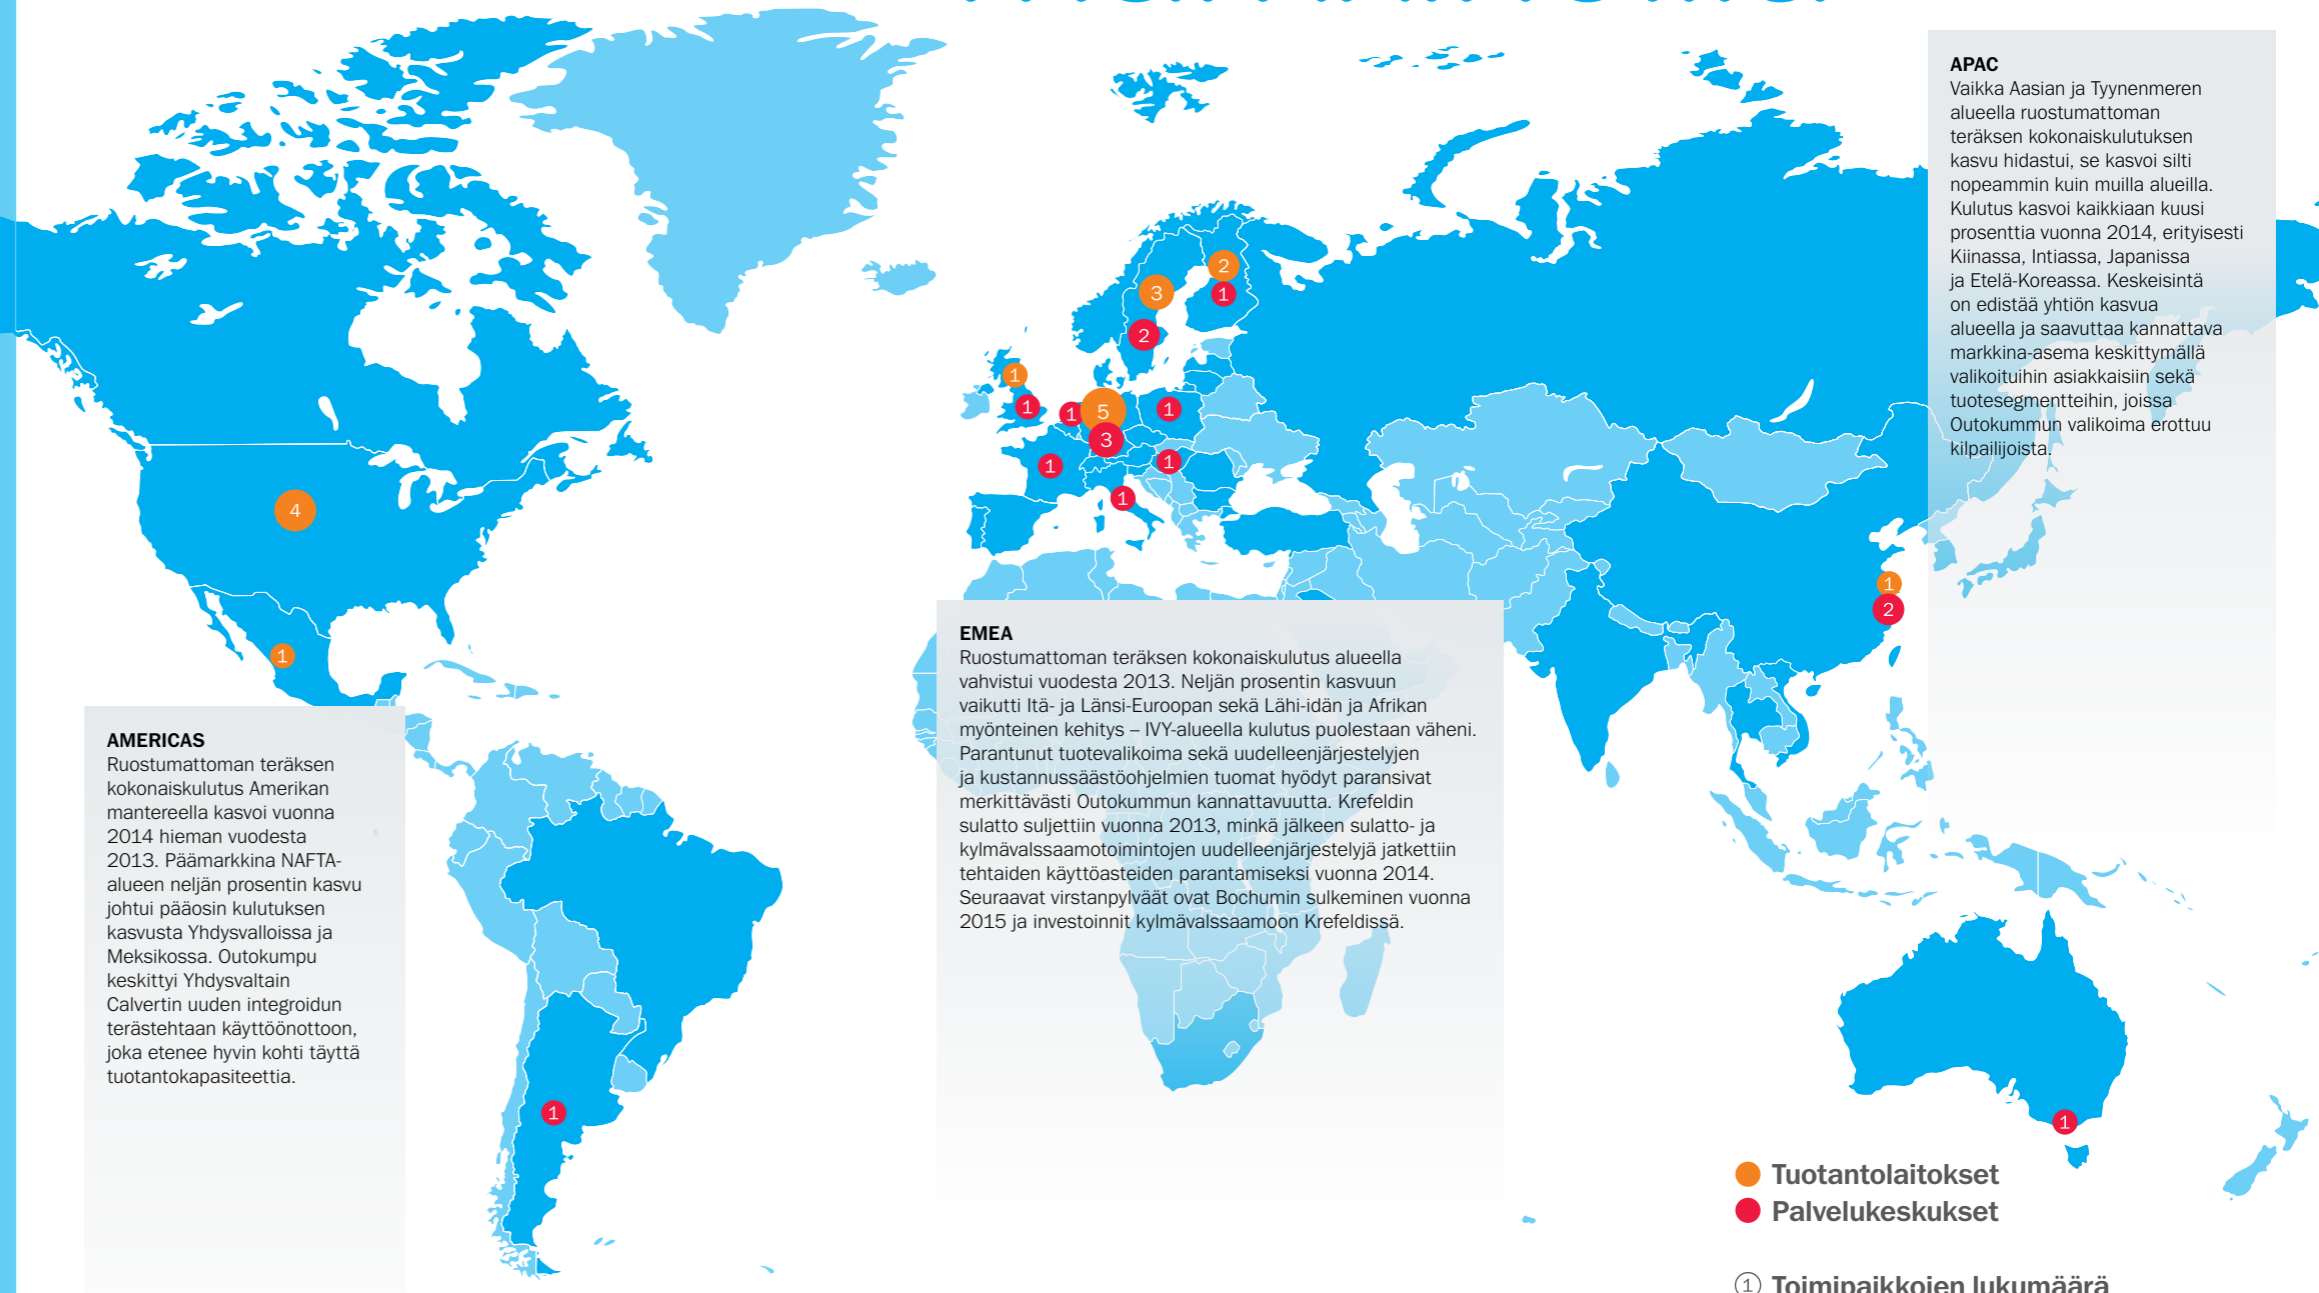 2
3
1
2
1
1
1
5
1
3
1
1
1
4
1
1
2
1
1
1
APAC
Vaikka Aasian ja Tyynenmeren
alueella ruostumattoman
teräksen kokonaiskulutuksen
kasvu hidastui, se kasvoi silti
nopeammin kuin muilla alueilla.
Kulutus kasvoi kaikkiaan kuusi
prosenttia vuonna 2014, erityisesti
Kiinassa, Intiassa, Japanissa
ja Etelä-Koreassa. Keskeisintä
on edistää yhtiön kasvua
alueella ja saavuttaa kannattava
markkina-asema keskittymällä
valikoituihin asiakkaisiin sekä
tuotesegmentteihin, joissa
Outokummun valikoima erottuu
kilpailijoista.
EMEA
Ruostumattoman teräksen kokonaiskulutus alueella
vahvistui vuodesta 2013. Neljän prosentin kasvuun
vaikutti Itä- ja Länsi-Euroopan sekä Lähi-idän ja Afrikan
myönteinen kehitys – IVY-alueella kulutus puolestaan väheni.
Parantunut tuotevalikoima sekä uudelleenjärjestelyjen
ja kustannussäästöohjelmien tuomat hyödyt paransivat
merkittävästi Outokummun kannattavuutta. Krefeldin
sulatto suljettiin vuonna 2013, minkä jälkeen sulatto- ja
kylmävalssaamotoimintojen uudelleenjärjestelyjä jatkettiin
tehtaiden käyttöasteiden parantamiseksi vuonna 2014.
Seuraavat virstanpylväät ovat Bochumin sulkeminen vuonna
2015 ja investoinnit kylmävalssaamoon Krefeldissä.
AMERICAS
Ruostumattoman teräksen
kokonaiskulutus Amerikan
mantereella kasvoi vuonna
2014 hieman vuodesta
2013. Päämarkkina NAFTA-
alueen neljän prosentin kasvu
johtui pääosin kulutuksen
kasvusta Yhdysvalloissa ja
Meksikossa. Outokumpu
keskittyi Yhdysvaltain
Calvertin uuden integroidun
terästehtaan käyttöönottoon,
joka etenee hyvin kohti täyttä
tuotantokapasiteettia.
Tuotantolaitokset
Palvelukeskukset
1 Toimipaikkojen lukumäärä